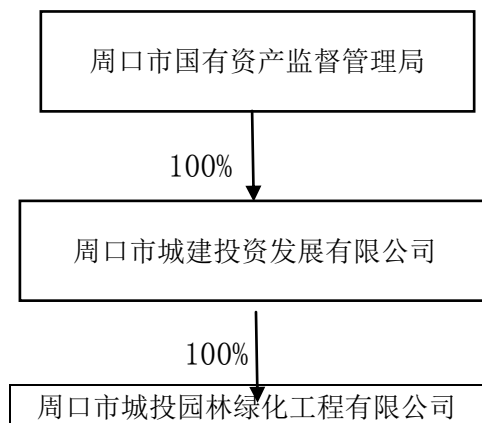 周口市国有资产监督管理局
100%
周口市城建投资发展有限公司
100%
周口市城投园林绿化工程有限公司